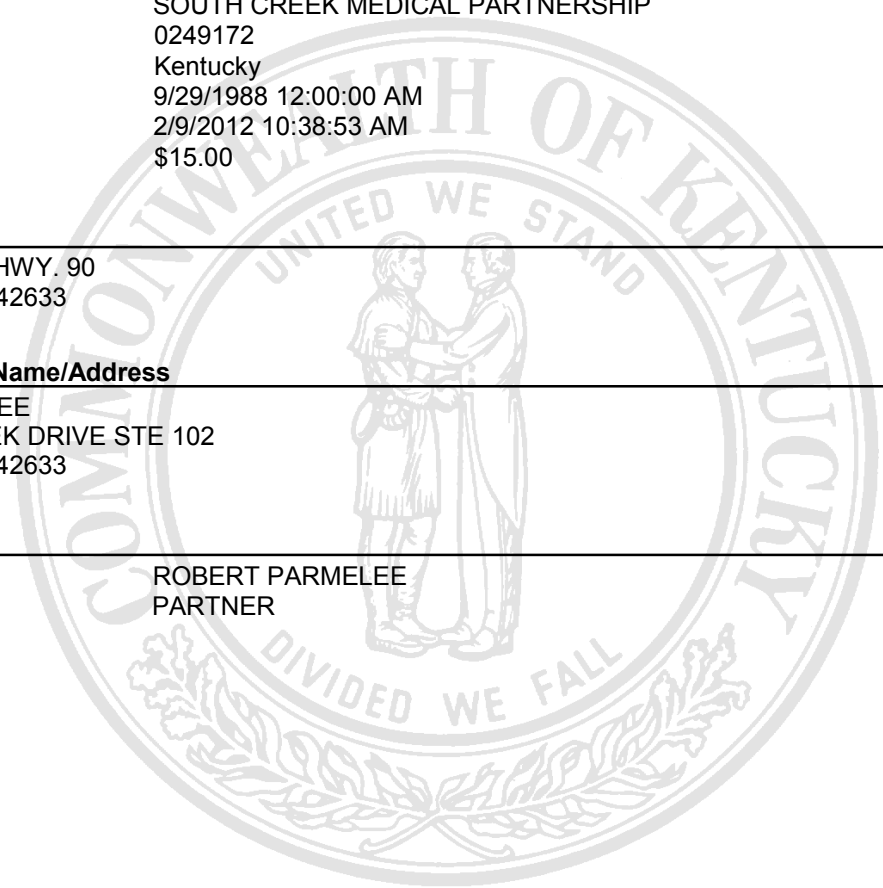 SOUTH CREEK MEDICAL PARTNERSHIP
0249172
Kentucky
9/29/1988 12:00:00 AM
2/9/2012 10:38:53 AM
$15.00
HWY. 90
42633
Name/Address
EE
EK DRIVE STE 102
42633
ROBERT PARMELEE
PARTNER
COMMONWEALTH OF KENTUCKY
UNITED WE STAND
DIVIDED WE FALL